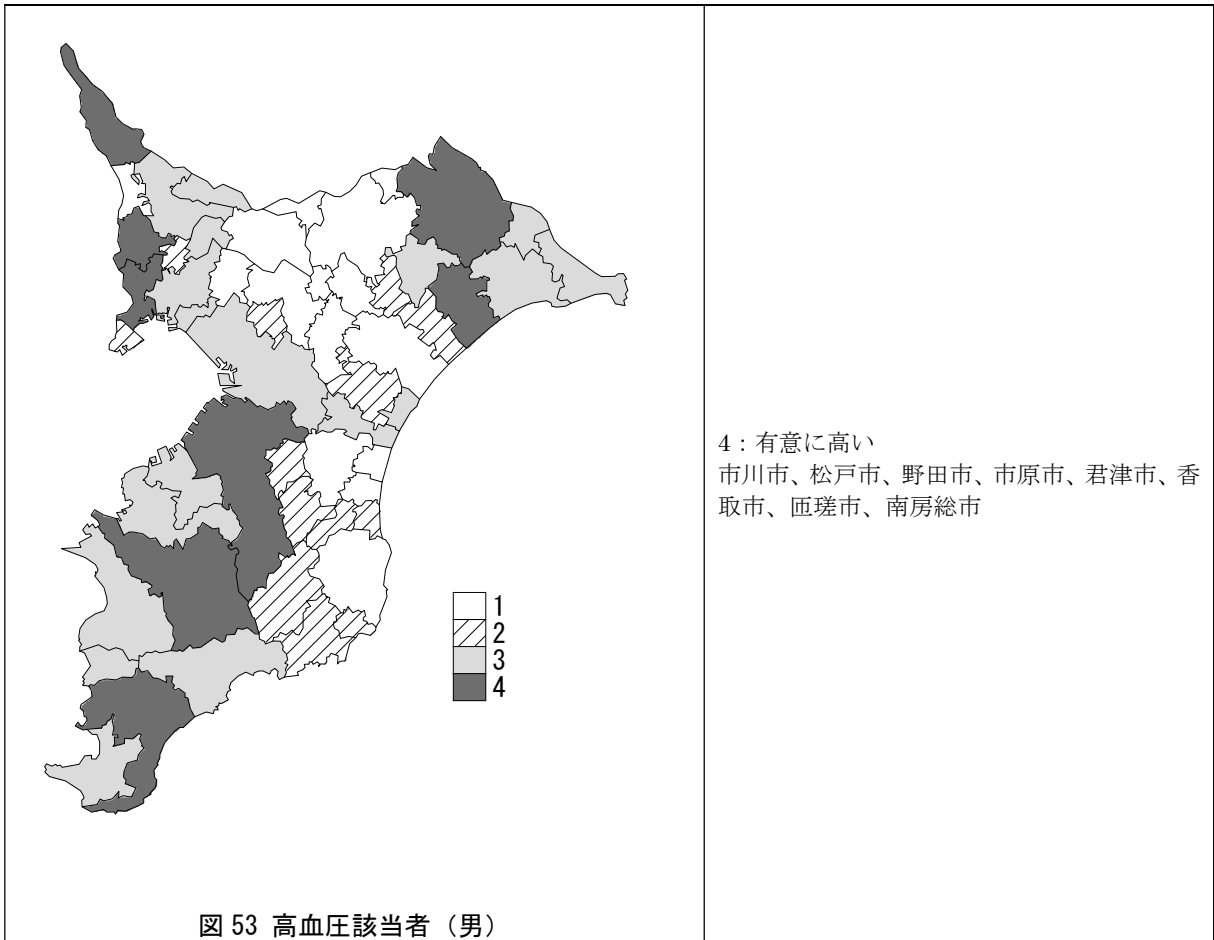 1
2
3
4
図 53 高血圧該当者（男）
4：有意に高い
市川市、松戸市、野田市、市原市、君津市、香
取市、匝瑳市、南房総市